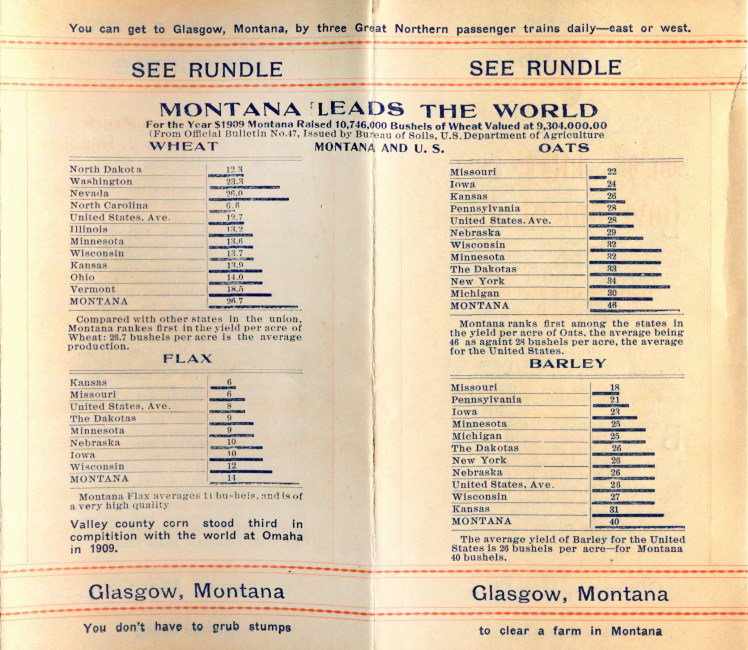 You can get to Glasgow, Montana, by three Great Northern passenger trains daily—east or west.
SEE RUNDLE
SEE RUNDLE
MONTANA LEADS THE WORLD
For the Year $1909 Montana Raised 10,746,000 Bushels of Wheat Valued at 9,304,000.00
(From Official Bulletin No.47, Issued by Bureau of Soils, U.S. Department of Agriculture
WHEAT
MONTANA AND U. S.
OATS
North Dakota 12.3
Washington 23.3
Nevada 26.0
North Carolina 6.6
United States, Ave. 12.7
Illinois 13.2
Minnesota 13.6
Wisconsin 13.7
Kansas 13.9
Ohio 14.0
Vermont 18.5
MONTANA 26.7
Compared with other states in the union,
Montana rankes first in the yield per acre of
Wheat: 26.7 bushels per acre is the average
production.
FLAX
Kansas 6
Missouri 6
United States, Ave. 8
The Dakotas 9
Minnesota 9
Nebraska 10
Iowa 10
Wisconsin 12
MONTANA 14
Montana Flax averages bushels, and is of
a very high quality
Valley county corn stood third in
compitition with the world at Omaha
in 1909.
Missouri 22
Iowa 24
Kansas 26
Pennsylvania 28
United States, Ave. 28
Nebraska 29
Wisconsin 32
Minnesota 32
The Dakotas 33
New York 34
Michigan 30
MONTANA 46
Montana ranks first among the states in
the yield per acre of Oats, the average being
46 as againt 28 bushels per acre, the average
for the United States.
BARLEY
Missouri 18
Pennsylvania 21
Iowa 23
Minnesota 25
Michigan 25
The Dakotas 26
New York 26
Nebraska 26
United States, Ave. 26
Wisconsin 27
Kansas 31
MONTANA 40
The average yield of Barley for the United
States is 26 bushels per acre—for Montana
40 bushels.
Glasgow, Montana
Glasgow, Montana
You don't have to grub stumps
to clear a farm in Montana